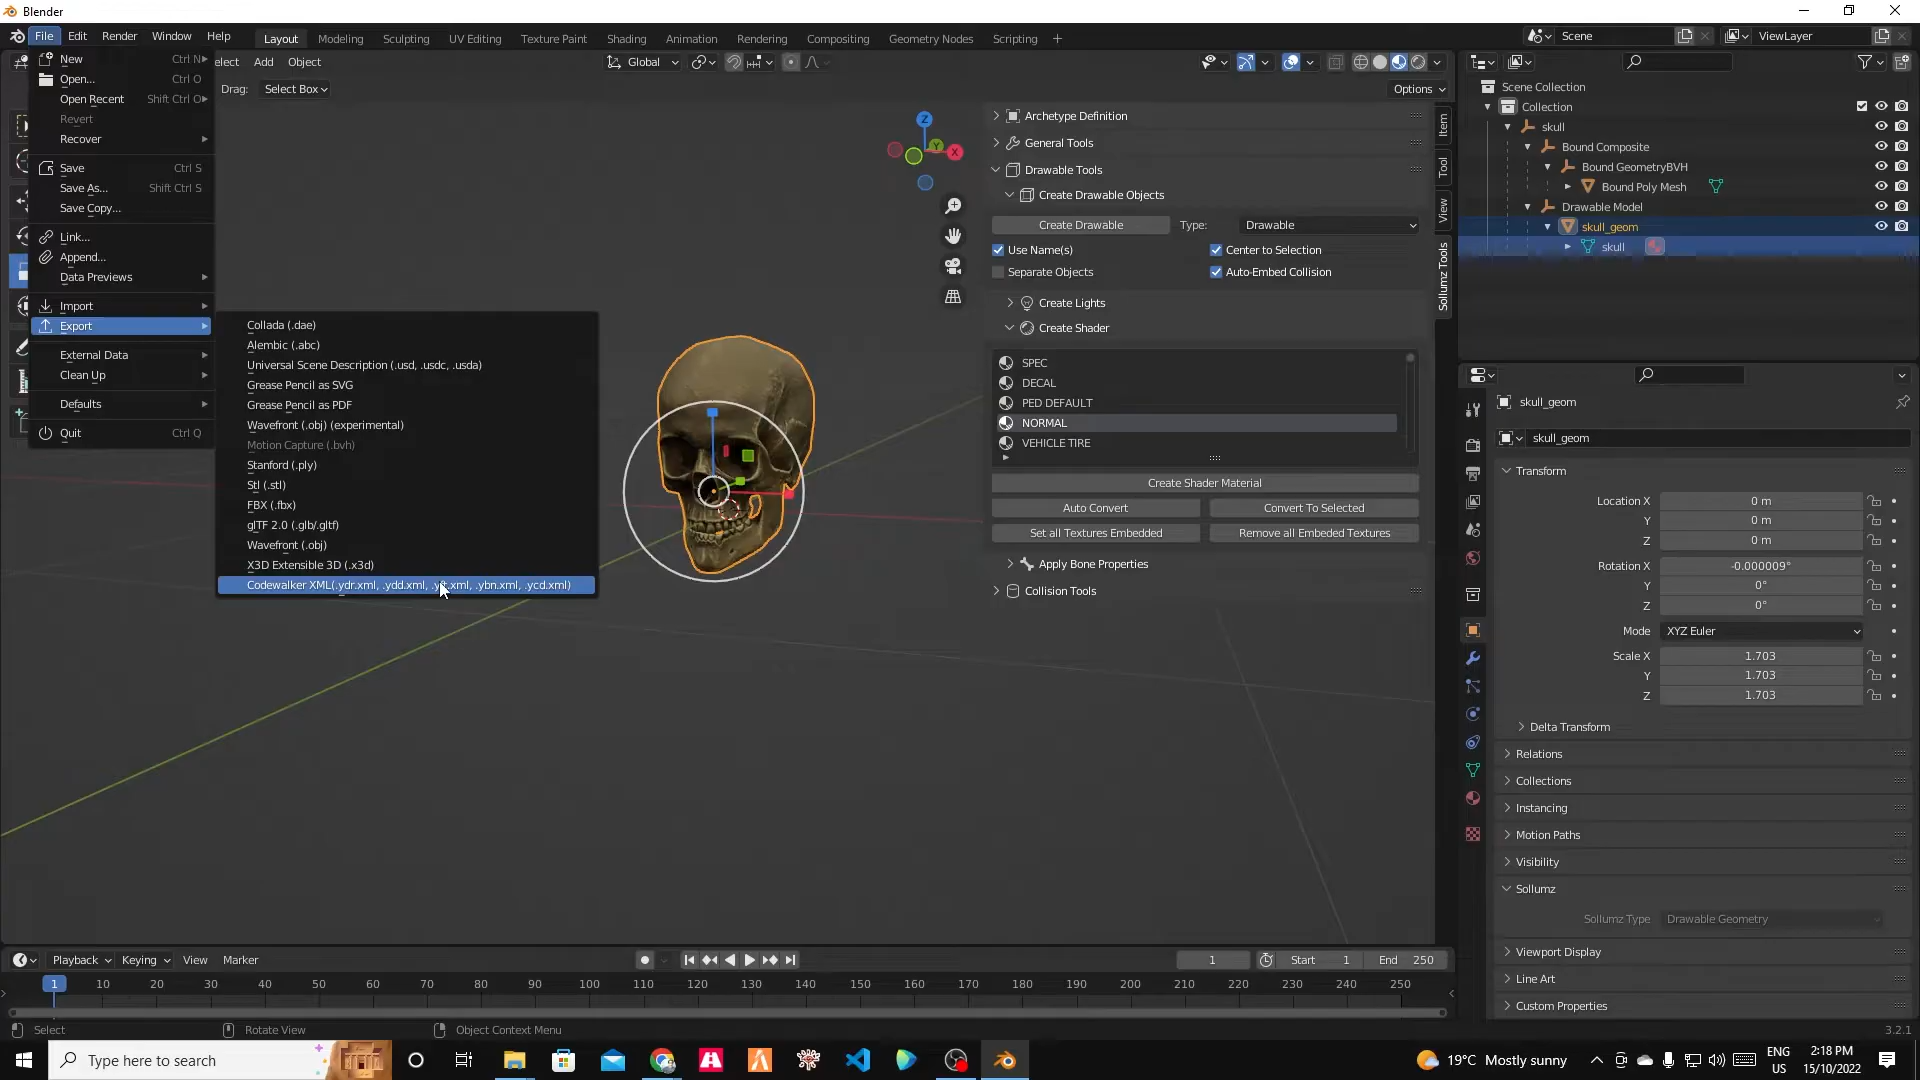 Blender
File Edit Render Window Help Layout Modeling Sculpting UV Editing Texture Paint Shading Animation Rendering Compositing Geometry Nodes Scripting Scene ViewLayer
New Ctrl N
Open... Ctrl O
Open Recent Shift Ctrl O
Revert
Recover
Save Ctrl S
Save As... Shift Ctrl S
Save Copy...
Link...
Append...
Data Previews
Import
Export
External Data
Clean Up
Defaults
Quit Ctrl Q
Collada (.dae)
Alembic (.abc)
Universal Scene Description (.usd, .usdc, .usda)
Grease Pencil as SVG
Grease Pencil as PDF
Wavefront (.obj) (experimental)
Motion Capture (.bvh)
Stanford (.ply)
Stl (.stl)
FBX (.fbx)
glTF 2.0 (.glb/.gltf)
Wavefront (.obj)
X3D Extensible 3D (.x3d)
Codewalker XML(.ydr.xml, .ydd.xml, .xml, .ybn.xml, .ycd.xml)
elect Add Object Global
Drag: Select Box Options
Z
Y
X
Archetype Definition
General Tools
Drawable Tools
Create Drawable Objects
Create Drawable Type: Drawable
Use Name(s) Center to Selection
Separate Objects Auto-Embed Collision
Create Lights
Create Shader
SPEC
DECAL
PED DEFAULT
NORMAL
VEHICLE TIRE
Create Shader Material
Auto Convert Convert To Selected
Set all Textures Embedded Remove all Embeded Textures
Apply Bone Properties
Collision Tools
Item
Tool
View
Sollumz Tools
Scene Collection
Collection
skull
Bound Composite
Bound GeometryBVH
Bound Poly Mesh
Drawable Model
skull_geom
skull
skull_geom
skull_geom
Transform
Location X 0 m
Y 0 m
Z 0 m
Rotation X -0.000009°
Y 0°
Z 0°
Mode XYZ Euler
Scale X 1.703
Y 1.703
Z 1.703
Delta Transform
Relations
Collections
Instancing
Motion Paths
Visibility
Sollumz
Sollumz Type Drawable Geometry
Viewport Display
Line Art
Custom Properties
Playback Keying View Marker 1 Start 1 End 250
1 10 20 30 40 50 60 70 80 90 100 110 120 130 140 150 160 170 180 190 200 210 220 230 240 250
Select Rotate View Object Context Menu 3.2.1
Type here to search 19°C Mostly sunny ENG US 2:18 PM 15/10/2022